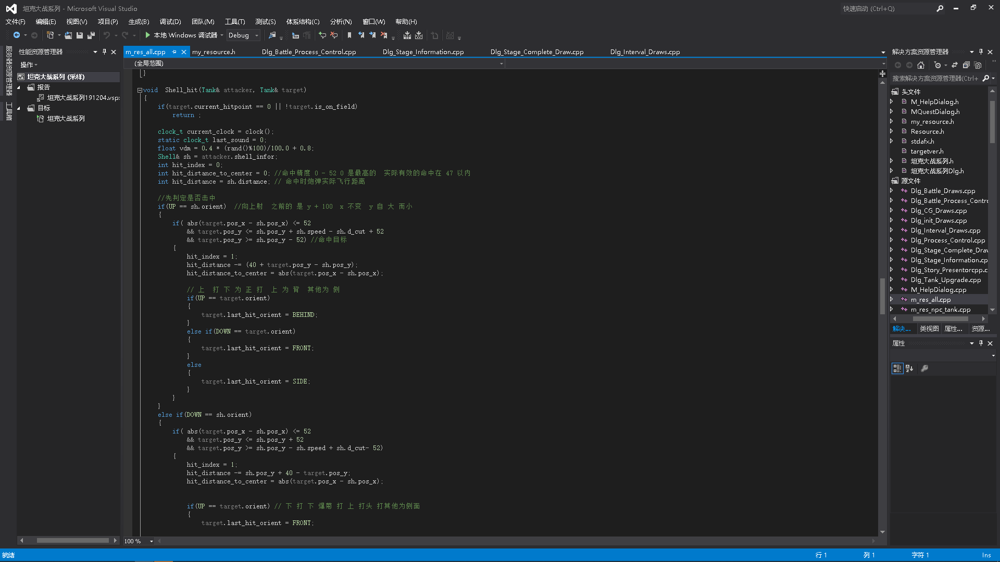 坦克大战系列 - Microsoft Visual Studio
快速启动 (Ctrl+Q)
文件(F) 编辑(E) 视图(V) 项目(P) 生成(B) 调试(D) 团队(M) 工具(T) 测试(S) 体系结构(C) 分析(N) 窗口(W) 帮助(H)
本地 Windows 调试器 Debug
服务器资源管理器
工具箱
性能资源管理器
操作
坦克大战系列 (采样)
报告
坦克大战系列191204.vsp
目标
坦克大战系列
m_res_all.cpp my_resource.h Dlg_Battle_Process_Control.cpp Dlg_Stage_Information.cpp Dlg_Stage_Complete_Draw.cpp Dlg_Interval_Draws.cpp
(全局范围)
}
void Shell_hit(Tank& attacker, Tank& target)
{
if(target.current_hitpoint == 0 || !target.is_on_field)
return ;
clock_t current_clock = clock();
static clock_t last_sound = 0;
float vdm = 0.4 * (rand()%100)/100.0 + 0.8;
Shell& sh = attacker.shell_infor;
int hit_index = 0;
int hit_distance_to_center = 0; //命中精度 0 - 52 0 是最高的 实际有效的命中在 47 以内
int hit_distance = sh.distance; // 命中时炮弹实际飞行距离
//先判定是否击中
if(UP == sh.orient) //向上射 之前的 是 y + 100 x 不变 y 自 大 而小
{
if( abs(target.pos_x - sh.pos_x) <= 52
&& target.pos_y <= sh.pos_y + sh.speed - sh.d_cut + 52
&& target.pos_y >= sh.pos_y - 52) //命中目标
{
hit_index = 1;
hit_distance -= (40 + target.pos_y - sh.pos_y);
hit_distance_to_center = abs(target.pos_x - sh.pos_x);
// 上 打 下 为 正 打 上 为 背 其他为 侧
if(UP == target.orient)
{
target.last_hit_orient = BEHIND;
}
else if(DOWN == target.orient)
{
target.last_hit_orient = FRONT;
}
else
{
target.last_hit_orient = SIDE;
}
}
}
else if(DOWN == sh.orient)
{
if( abs(target.pos_x - sh.pos_x) <= 52
&& target.pos_y <= sh.pos_y + 52
&& target.pos_y >= sh.pos_y - sh.speed + sh.d_cut- 52)
{
hit_index = 1;
hit_distance -= sh.pos_y + 40 - target.pos_y;
hit_distance_to_center = abs(target.pos_x - sh.pos_x);
if(UP == target.orient) // 下 打 下 爆菊 打 上 打头 打其他为侧面
{
target.last_hit_orient = FRONT;
100 %
解决方案资源管理器
搜索解决方案资源管理器(Ctrl+
头文件
M_HelpDialog.h
MQuestDialog.h
my_resource.h
Resource.h
stdafx.h
targetver.h
坦克大战系列.h
坦克大战系列Dlg.h
源文件
Dlg_Battle_Draws.cpp
Dlg_Battle_Process_Contro
Dlg_CG_Draws.cpp
Dlg_init_Draws.cpp
Dlg_Interval_Draws.cpp
Dlg_Process_Control.cpp
Dlg_Stage_Complete_Draw
Dlg_Stage_Information.cp
Dlg_Story_Presentorcpp.c
Dlg_Tank_Upgrade.cpp
M_HelpDialog.cpp
m_res_all.cpp
m_res_npc_tank.cpp
解决... 类视图 属性... 资源...
属性
就绪 行 1 列 1 字符 1 Ins